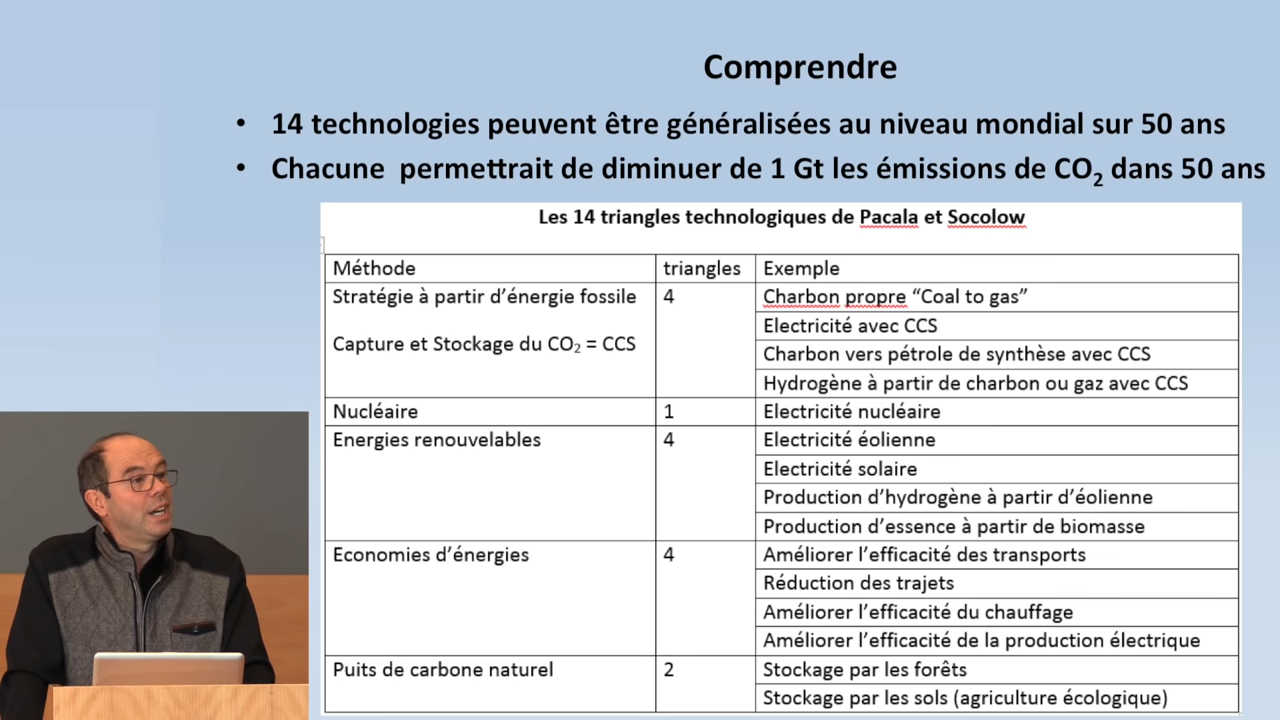 Comprendre
• 14 technologies peuvent être généralisées au niveau mondial sur 50 ans
• Chacune permettrait de diminuer de 1 Gt les émissions de CO₂ dans 50 ans
Les 14 triangles technologiques de Pacala et Socolow
Méthode triangles Exemple
Stratégie à partir d’énergie fossile 4 Charbon propre “Coal to gas”
Electricité avec CCS
Capture et Stockage du CO₂ = CCS
Charbon vers pétrole de synthèse avec CCS
Hydrogène à partir de charbon ou gaz avec CCS
Nucléaire 1 Electricité nucléaire
Energies renouvelables 4 Electricité éolienne
Electricité solaire
Production d’hydrogène à partir d’éolienne
Production d’essence à partir de biomasse
Economies d’énergies 4 Améliorer l’efficacité des transports
Réduction des trajets
Améliorer l’efficacité du chauffage
Améliorer l’efficacité de la production électrique
Puits de carbone naturel 2 Stockage par les forêts
Stockage par les sols (agriculture écologique)